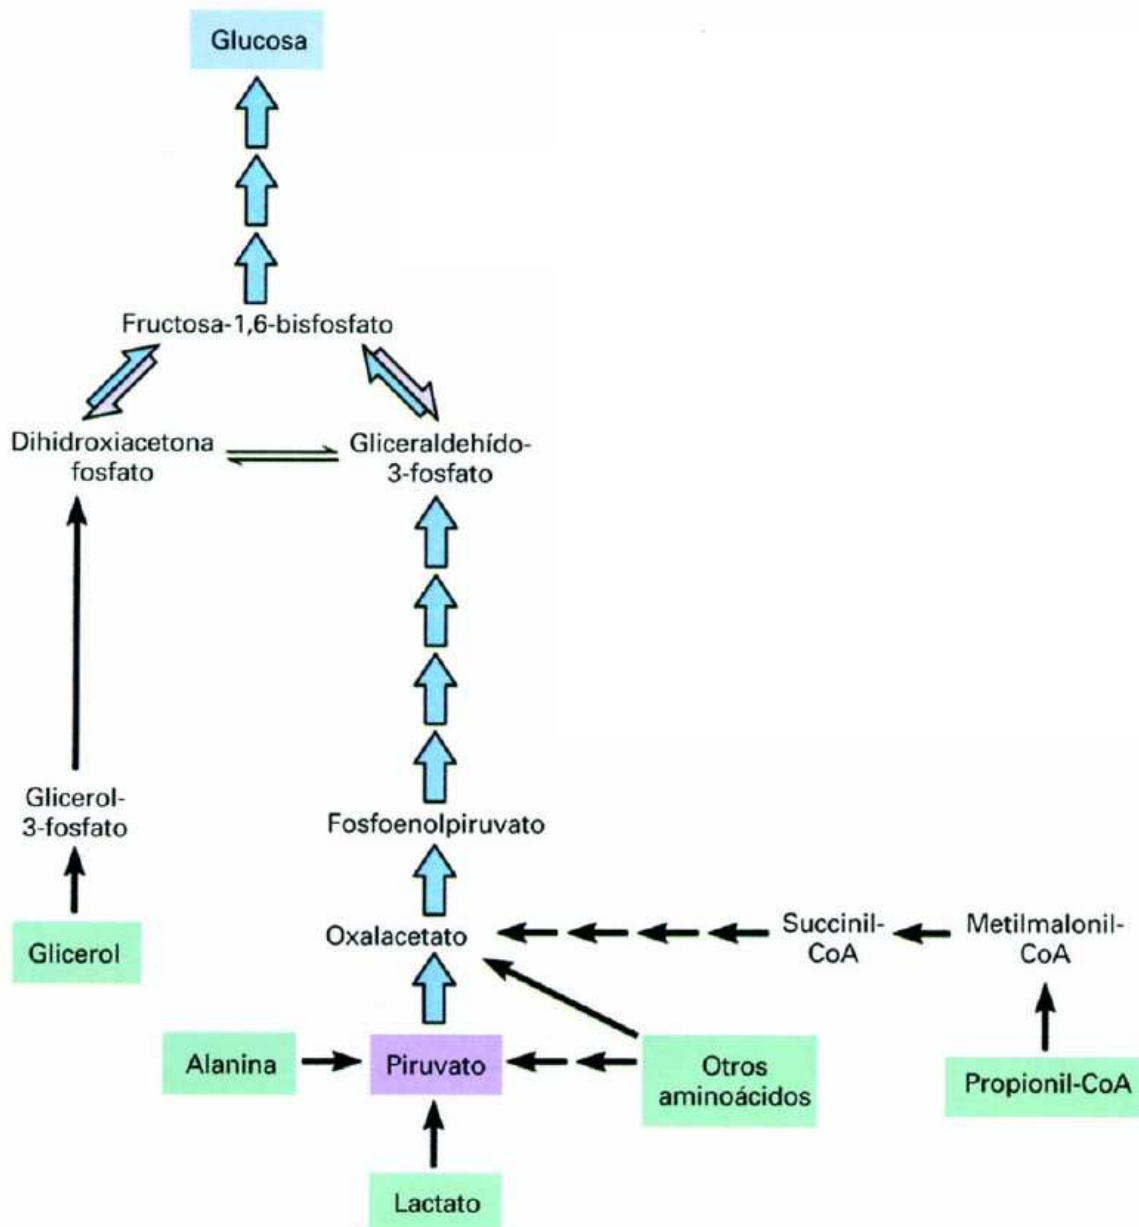 Glucosa
Fructosa-1,6-bisfosfato
Dihidroxiacetona
fosfato
Gliceraldehído-
3-fosfato
Glicerol-
3-fosfato
Fosfoenolpiruvato
Glicerol
Oxalacetato
Succinil-
CoA
Metilmalonil-
CoA
Alanina
Piruvato
Otros
aminoácidos
Propionil-CoA
Lactato